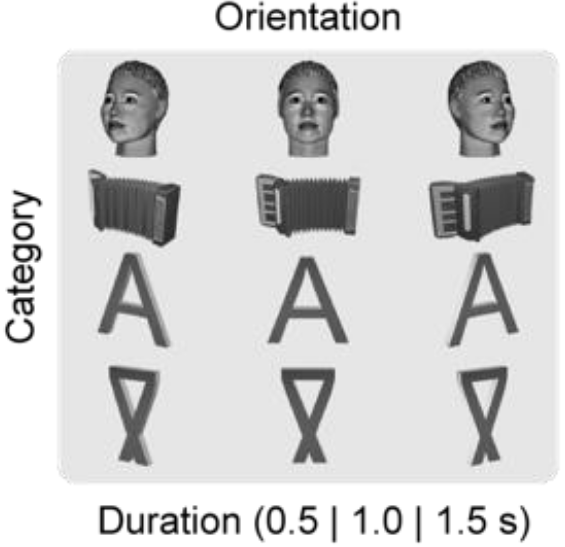 Orientation
Category
A A A
Duration (0.5 | 1.0 | 1.5 s)